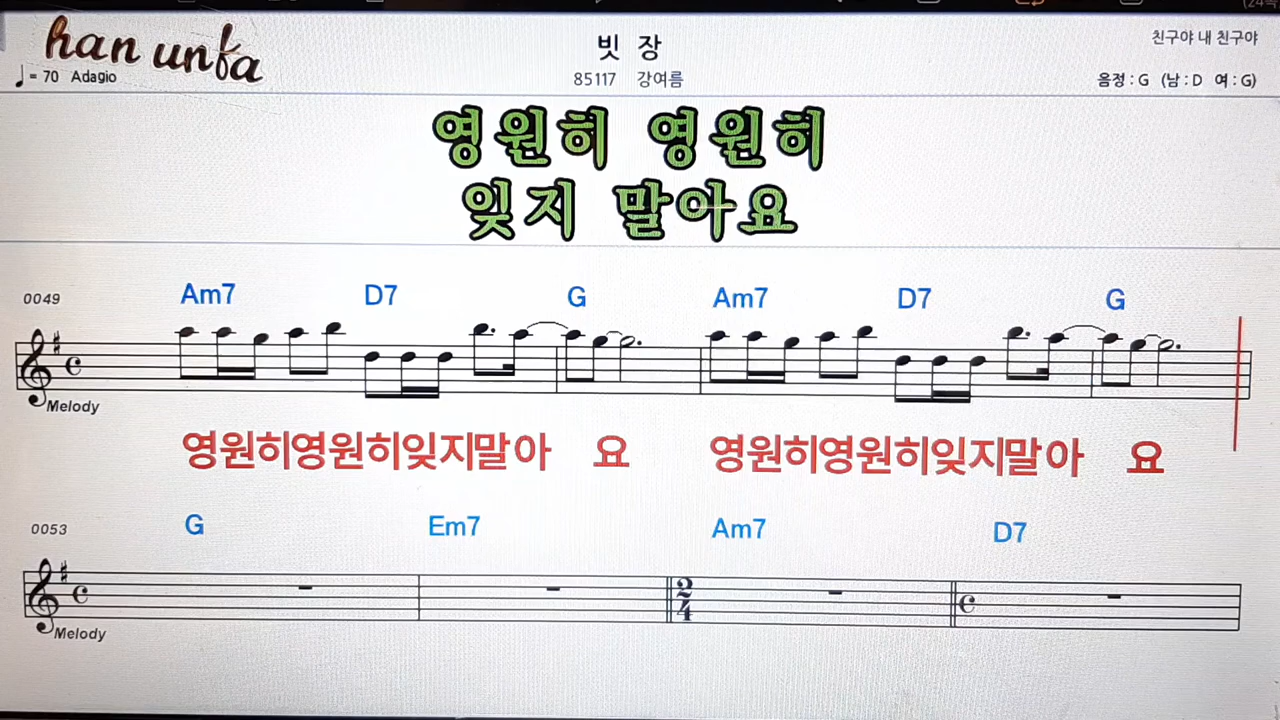 han unfa
♩= 70 Adagio
빗 장
85117 강여름
친구야 내 친구야
음정 : G (남 : D 여 : G)
영원히 영원히
잊지 말아요
0049
Am7 D7 G Am7 D7 G
Melody
영원히영원히잊지말아 요 영원히영원히잊지말아 요
0053
G Em7 Am7 D7
2
4
Melody